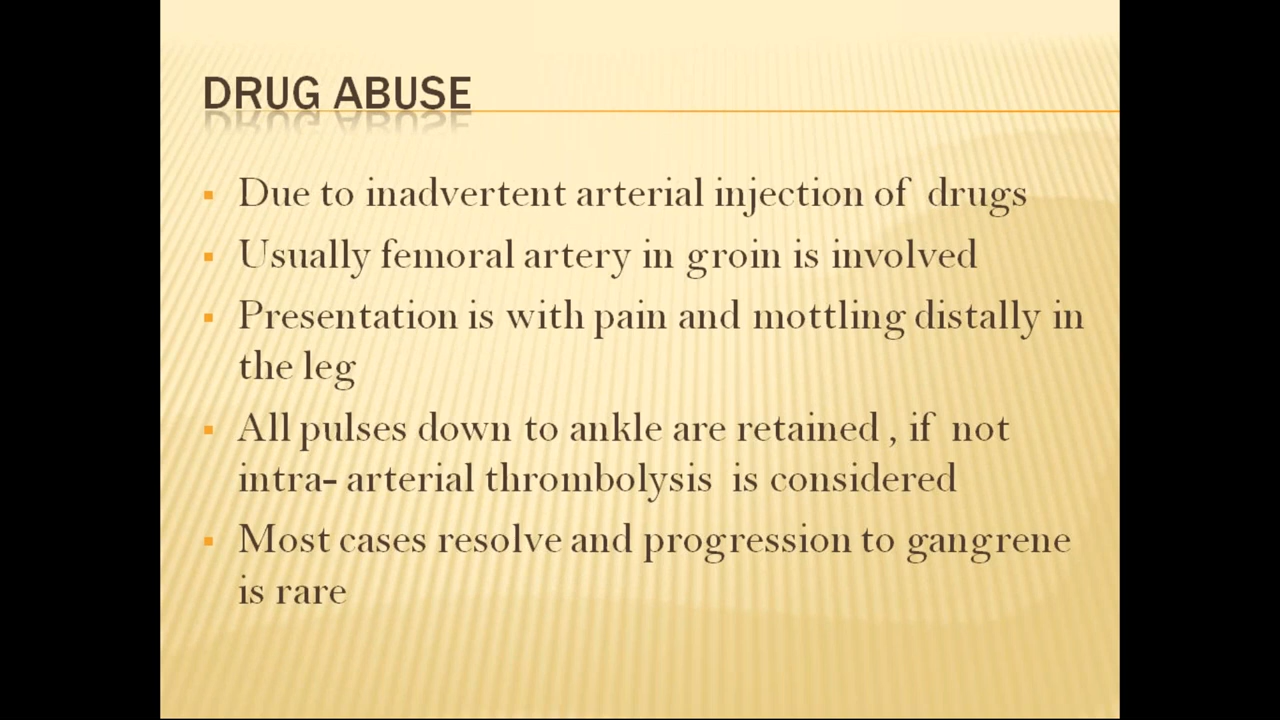 DRUG ABUSE
Due to inadvertent arterial injection of drugs
Usually femoral artery in groin is involved
Presentation is with pain and mottling distally in
the leg
All pulses down to ankle are retained , if not
intra- arterial thrombolysis is considered
Most cases resolve and progression to gangrene
is rare